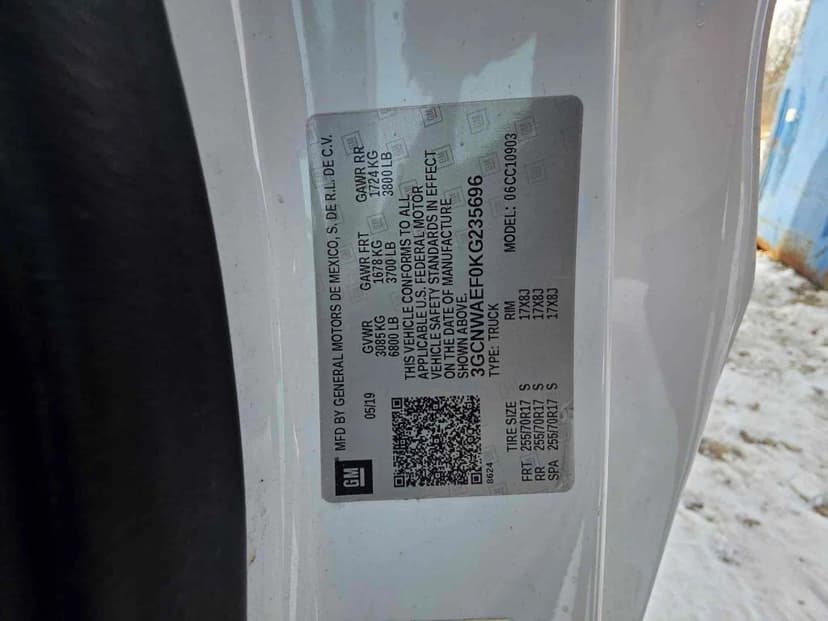 GM
MFD BY GENERAL MOTORS DE MEXICO, S. DE R.L. DE C.V.
05/19
GVWR GAWR FRT GAWR RR
3085 KG 1678 KG 1724 KG
6800 LB 3700 LB 3800 LB
THIS VEHICLE CONFORMS TO ALL
APPLICABLE U.S. FEDERAL MOTOR
VEHICLE SAFETY STANDARDS IN EFFECT
ON THE DATE OF MANUFACTURE
SHOWN ABOVE.
3GCNWAEF0KG235696
TYPE: TRUCK
8624
MODEL: 06CC10903
TIRE SIZE RIM
FRT 255/70R17 S 17X8J
RR 255/70R17 S 17X8J
SPA 255/70R17 S 17X8J